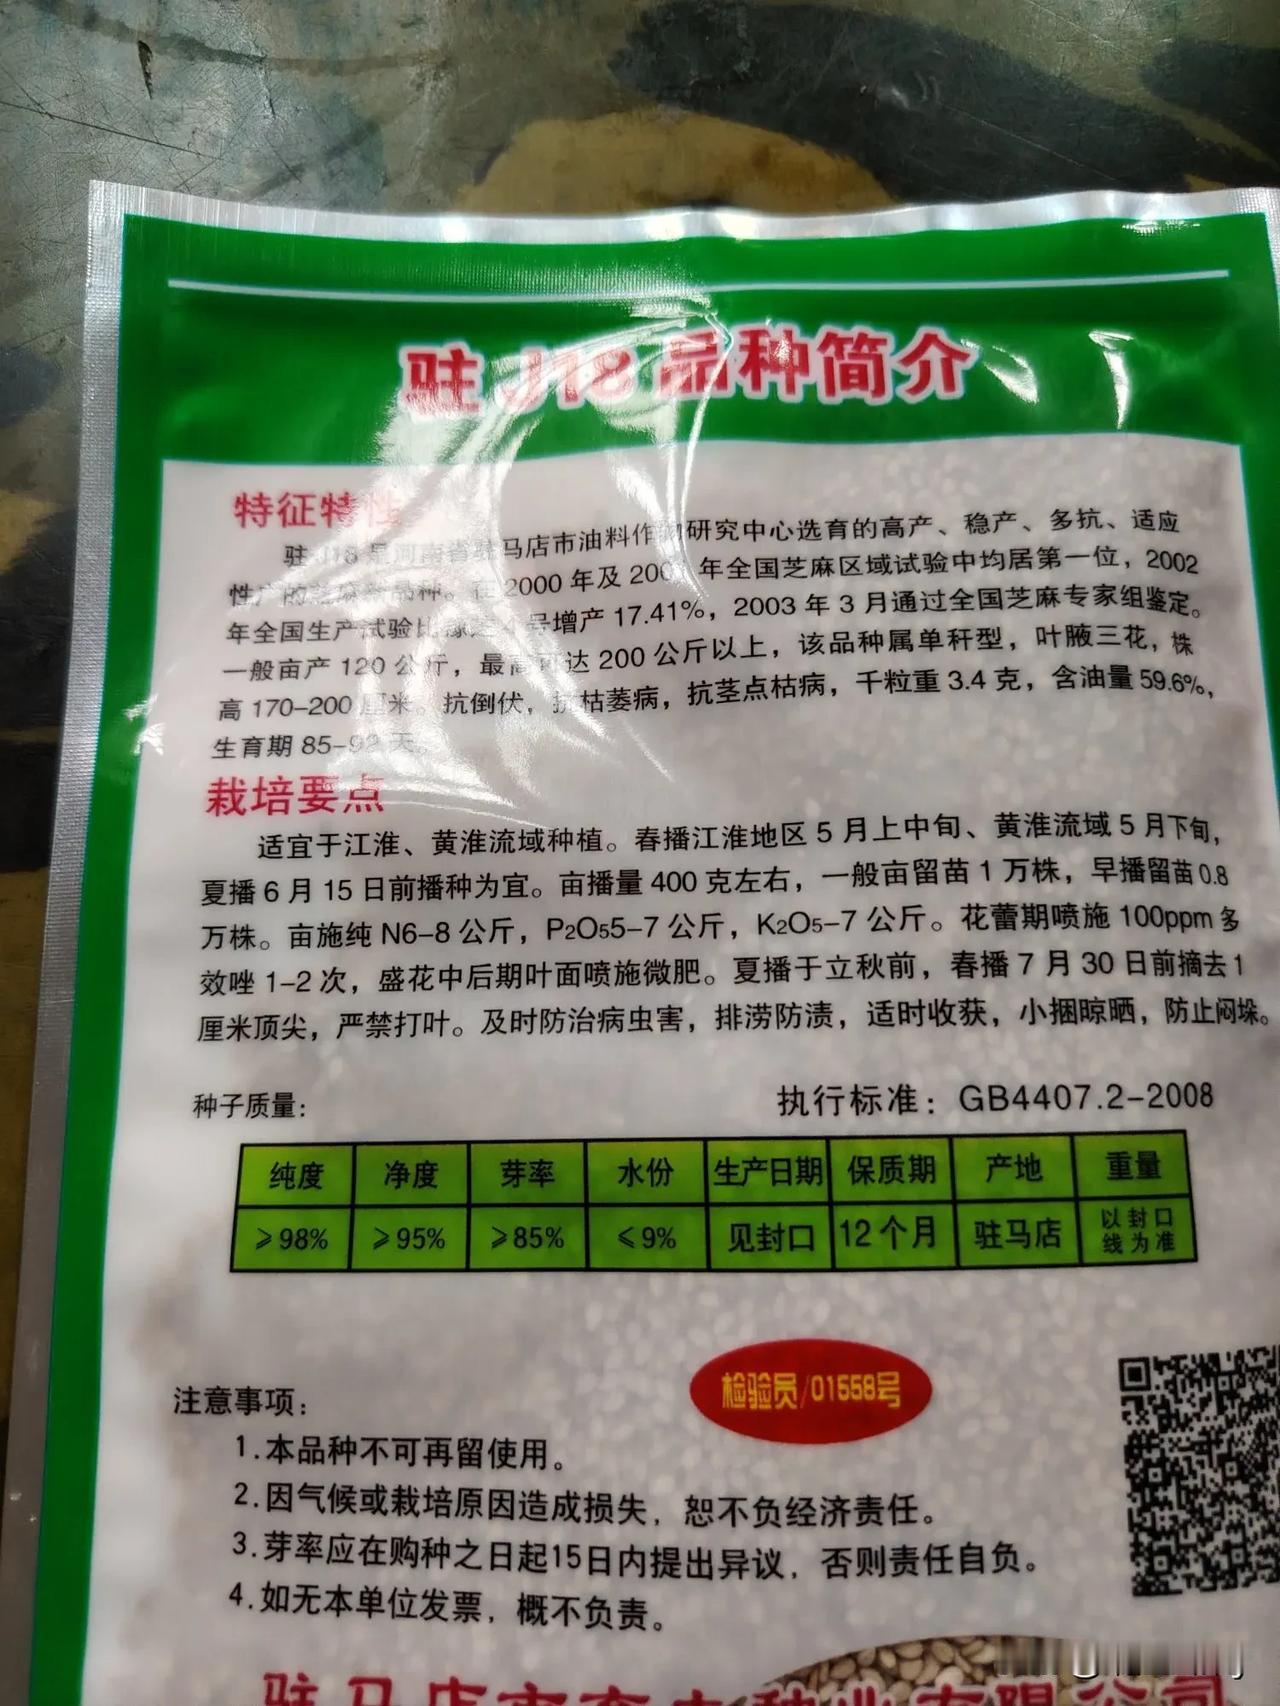 驻J18品种简介
特征特性
驻J18是河南省驻马店市油料作物研究中心选育的高产、稳产、多抗、适应
性广的芝麻新品种。在2000年及200 年全国芝麻区域试验中均居第一位，2002
年全国生产试验比豫芝4号增产17.41%，2003年3月通过全国芝麻专家组鉴定。
一般亩产120公斤，最高可达200公斤以上，该品种属单秆型，叶腋三花，株
高170-200厘米。抗倒伏，抗枯萎病，抗茎点枯病，千粒重3.4克，含油量59.6%，
生育期85-92天。
栽培要点
适宜于江淮、黄淮流域种植。春播江淮地区5月上中旬、黄淮流域5月下旬，
夏播6月15日前播种为宜。亩播量400克左右，一般亩留苗1万株，早播留苗0.8
万株。亩施纯N6-8公斤，P₂O₅5-7公斤，K₂O₅-7公斤。花蕾期喷施100ppm多
效唑1-2次，盛花中后期叶面喷施微肥。夏播于立秋前，春播7月30日前摘去1
厘米顶尖，严禁打叶。及时防治病虫害，排涝防渍，适时收获，小捆晾晒，防止闷垛。
种子质量： 执行标准：GB4407.2-2008
纯度 净度 芽率 水份 生产日期 保质期 产地 重量
≥98% ≥95% ≥85% ≤9% 见封口 12个月 驻马店 以封口
线为准
检验员/01558号
注意事项：
1.本品种不可再留使用。
2.因气候或栽培原因造成损失，恕不负经济责任。
3.芽率应在购种之日起15日内提出异议，否则责任自负。
4.如无本单位发票，概不负责。
驻马店市 种业有限公司